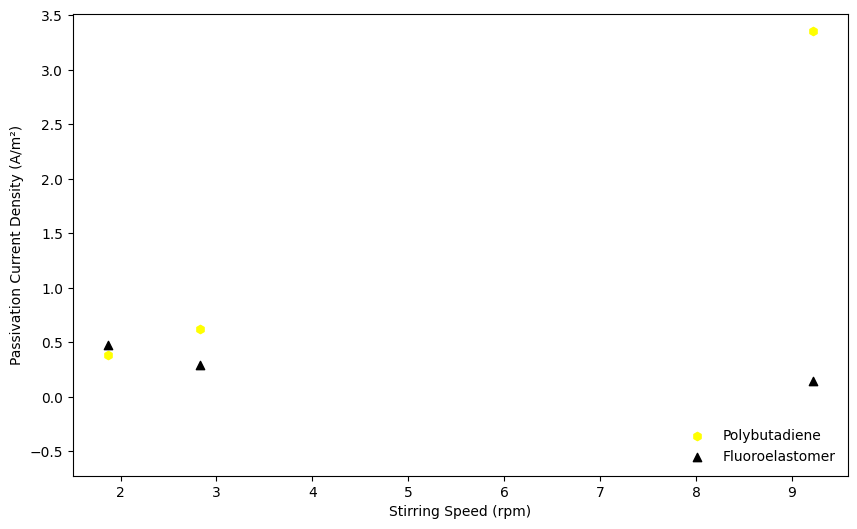 3.5
3.0
2.5
2.0
1.5
1.0
0.5
0.0
−0.5
Passivation Current Density (A/m²)
2 3 4 5 6 7 8 9
Stirring Speed (rpm)
Polybutadiene
Fluoroelastomer